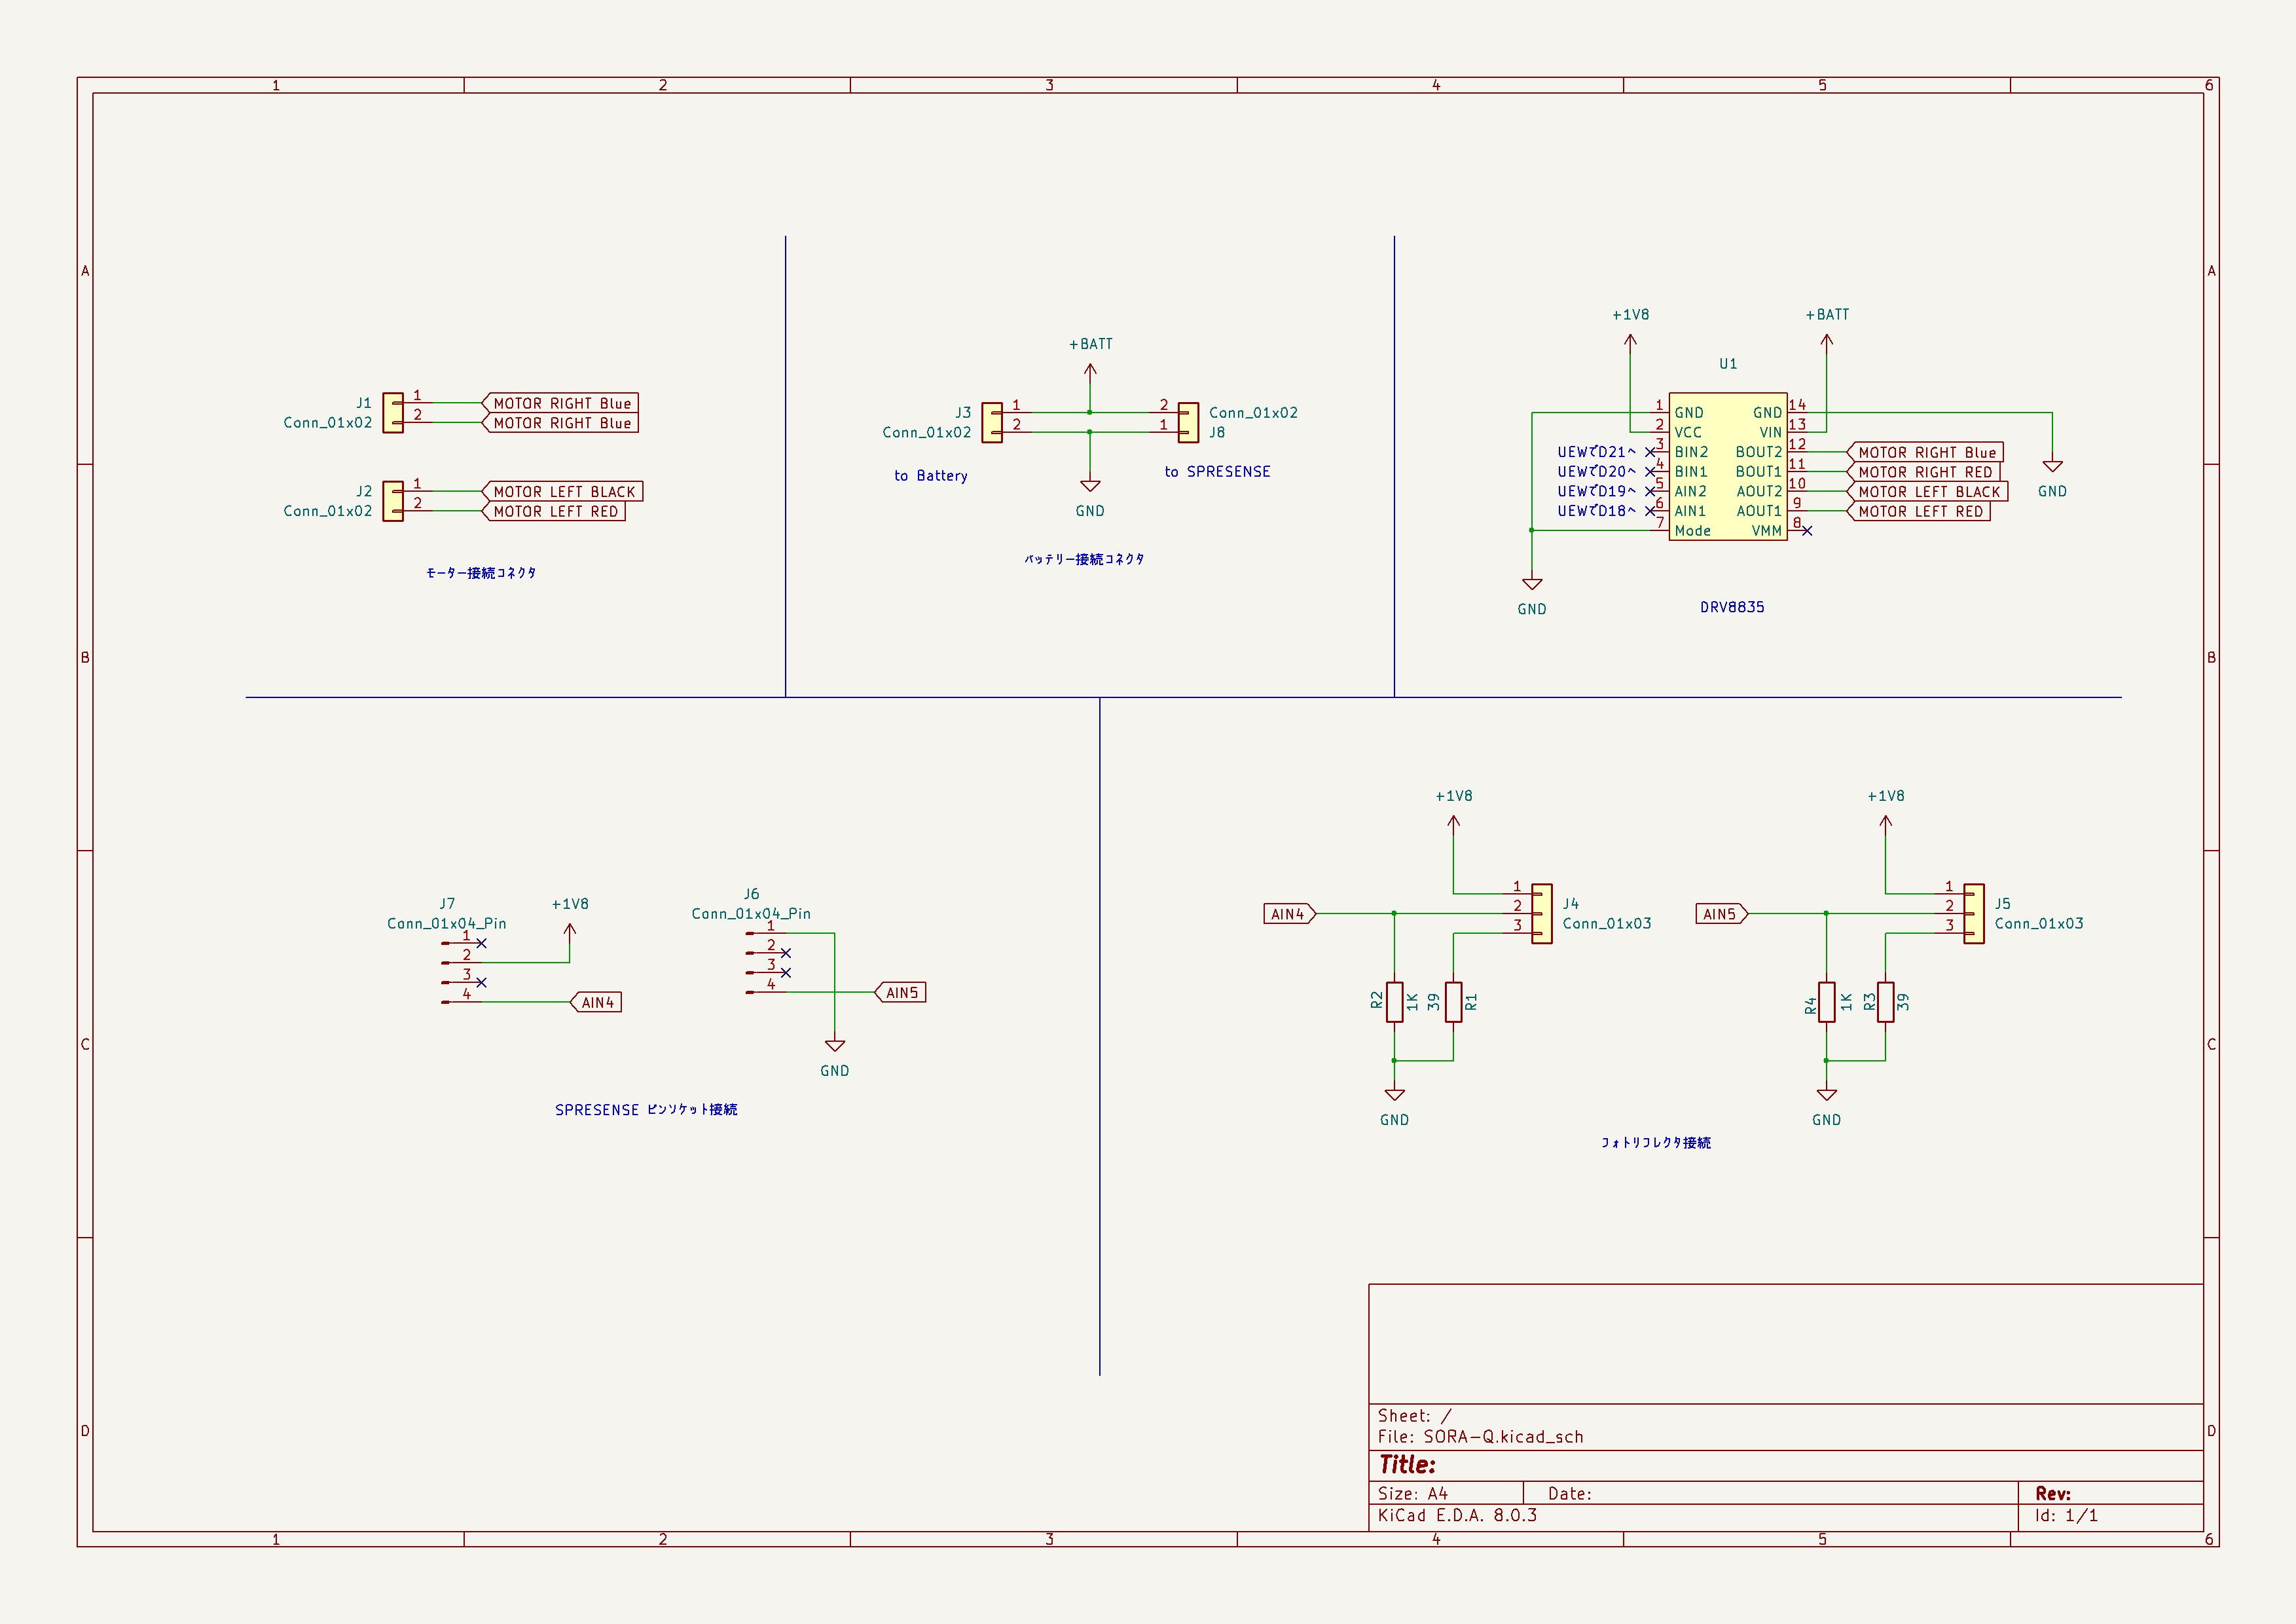 1 2 3 4 5 6
A
B
C
D
A
B
C
D
1 2 3 4 5 6
J1
Conn_01x02
1
2
MOTOR RIGHT Blue
MOTOR RIGHT Blue
J2
Conn_01x02
1
2
MOTOR LEFT BLACK
MOTOR LEFT RED
モーター接続コネクタ
+BATT
J3
Conn_01x02
1
2
2
1
Conn_01x02
J8
to Battery
to SPRESENSE
GND
バッテリー接続コネクタ
+1V8
+BATT
U1
1 GND
2 VCC
UEWでD21へ 3 BIN2
UEWでD20へ 4 BIN1
UEWでD19へ 5 AIN2
UEWでD18へ 6 AIN1
7 Mode
GND 14
VIN 13
BOUT2 12 MOTOR RIGHT Blue
BOUT1 11 MOTOR RIGHT RED
AOUT2 10 MOTOR LEFT BLACK
AOUT1 9 MOTOR LEFT RED
VMM 8
GND
GND
DRV8835
J7
Conn_01x04_Pin
+1V8
1
2
3
4
AIN4
J6
Conn_01x04_Pin
1
2
3
4
AIN5
GND
SPRESENSE ピンソケット接続
+1V8
AIN4
1
2
3
J4
Conn_01x03
R2
1K
39
R1
GND
+1V8
AIN5
1
2
3
J5
Conn_01x03
R4
1K
R3
39
GND
フォトリフレクタ接続
Sheet: /
File: SORA-Q.kicad_sch
Title:
Size: A4 Date: Rev:
KiCad E.D.A. 8.0.3 Id: 1/1